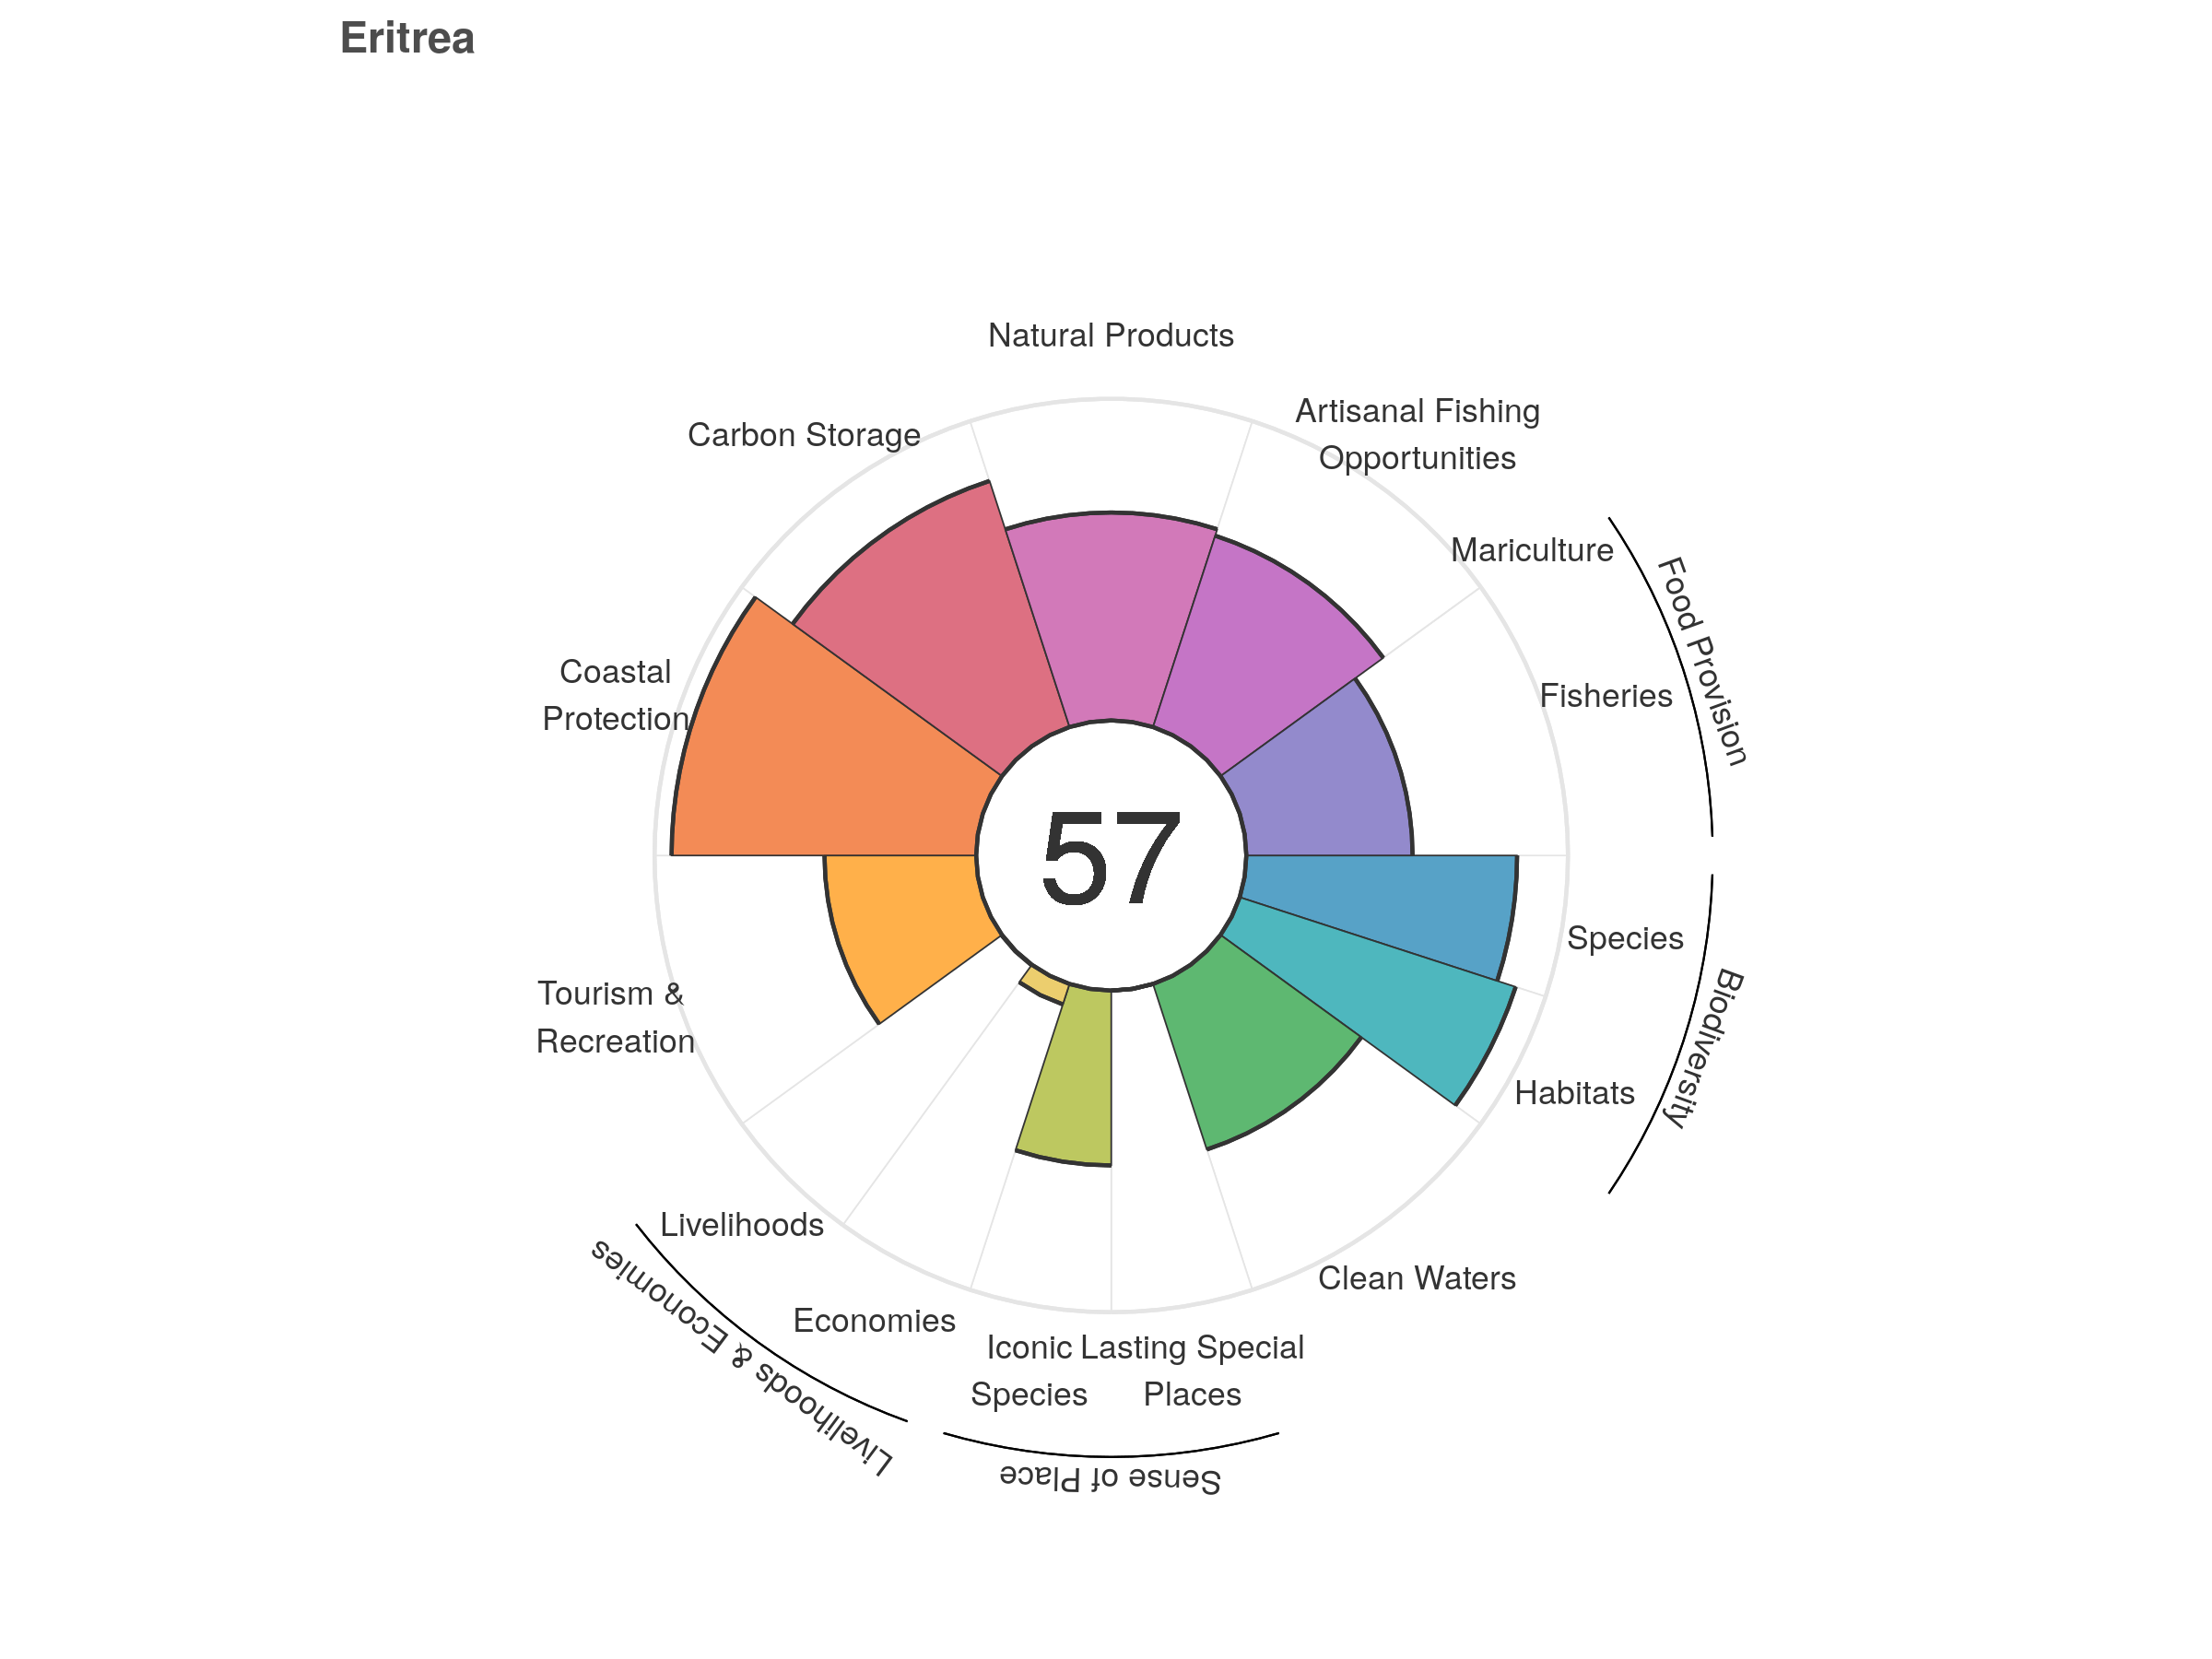 Eritrea
Natural Products
Artisanal Fishing
Opportunities
Carbon Storage
Mariculture
Food Provision
Fisheries
Coastal
Protection
57
Species
Biodiversity
Habitats
Tourism &
Recreation
Livelihoods
Livelihoods & Economies
Clean Waters
Economies
Iconic
Species
Lasting Special
Places
Sense of Place